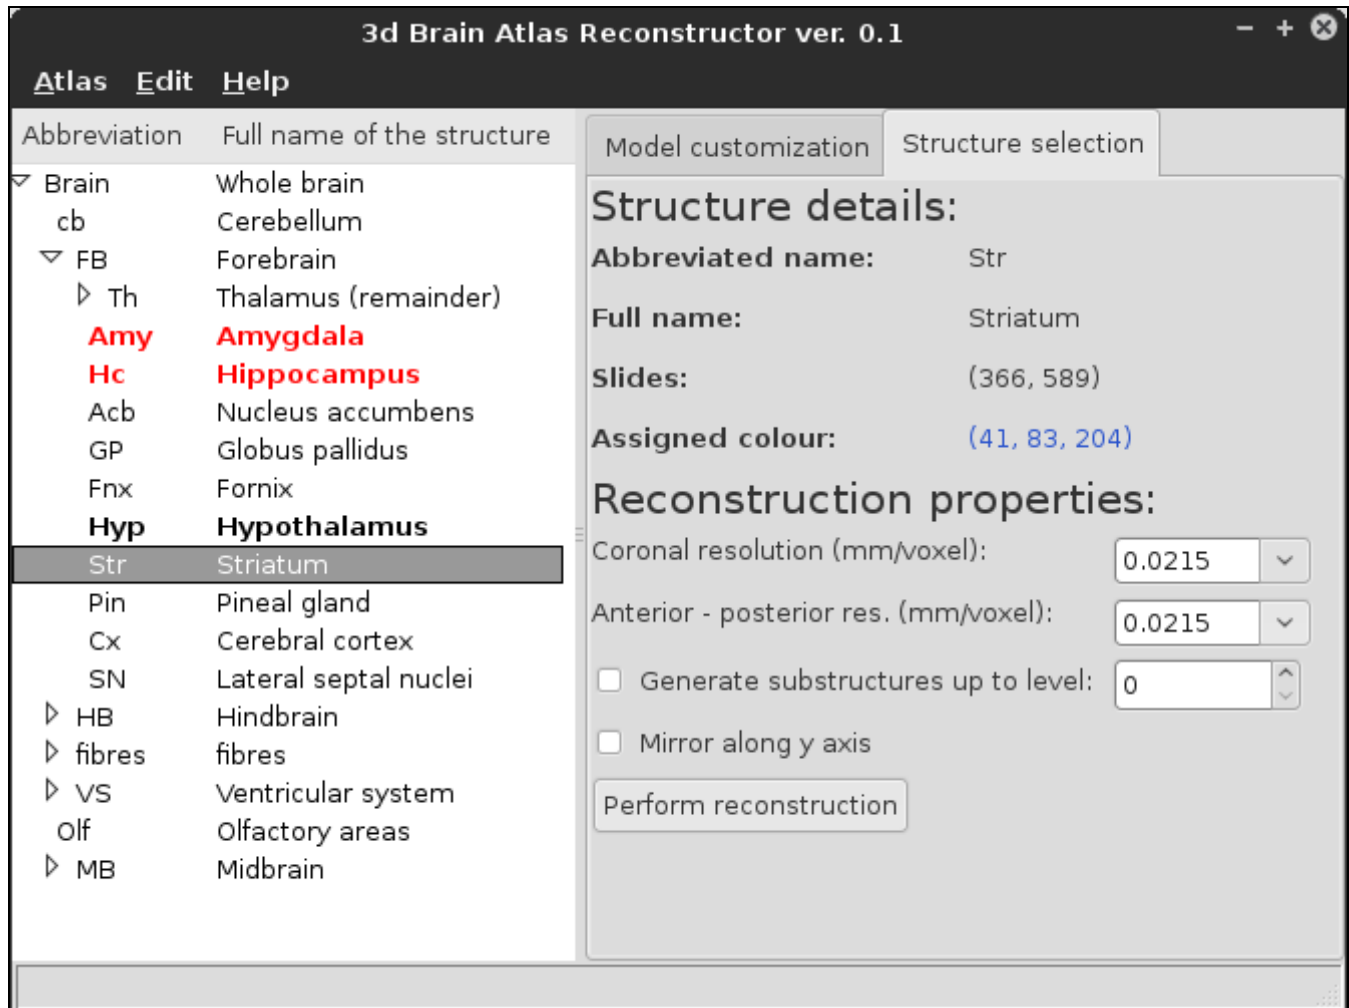 3d Brain Atlas Reconstructor ver. 0.1
Atlas Edit Help
Abbreviation Full name of the structure
Brain Whole brain
cb Cerebellum
FB Forebrain
Th Thalamus (remainder)
Amy Amygdala
Hc Hippocampus
Acb Nucleus accumbens
GP Globus pallidus
Fnx Fornix
Hyp Hypothalamus
Str Striatum
Pin Pineal gland
Cx Cerebral cortex
SN Lateral septal nuclei
HB Hindbrain
fibres fibres
VS Ventricular system
Olf Olfactory areas
MB Midbrain
Model customization Structure selection
Structure details:
Abbreviated name: Str
Full name: Striatum
Slides: (366, 589)
Assigned colour: (41, 83, 204)
Reconstruction properties:
Coronal resolution (mm/voxel): 0.0215
Anterior - posterior res. (mm/voxel): 0.0215
Generate substructures up to level: 0
Mirror along y axis
Perform reconstruction